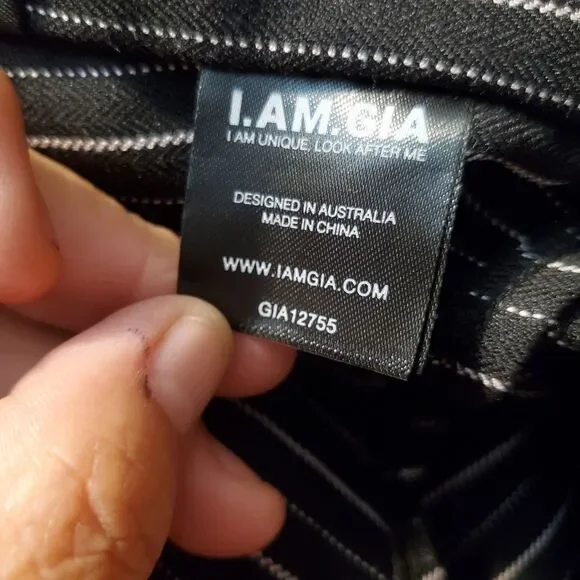 I.AM.GIA
I AM UNIQUE. LOOK AFTER ME
DESIGNED IN AUSTRALIA
MADE IN CHINA
WWW.IAMGIA.COM
GIA12755